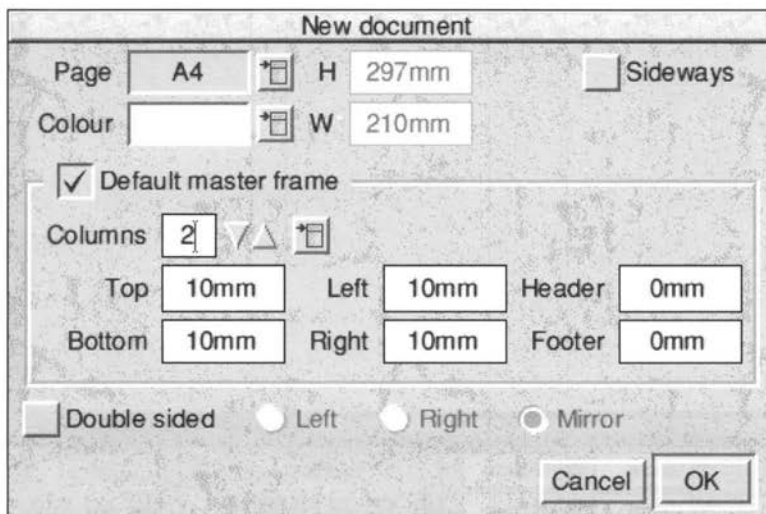 New document
Page A4 H 297mm Sideways
Colour W 210mm
Default master frame
Columns 2
Top 10mm Left 10mm Header 0mm
Bottom 10mm Right 10mm Footer 0mm
Double sided Left Right Mirror
Cancel OK